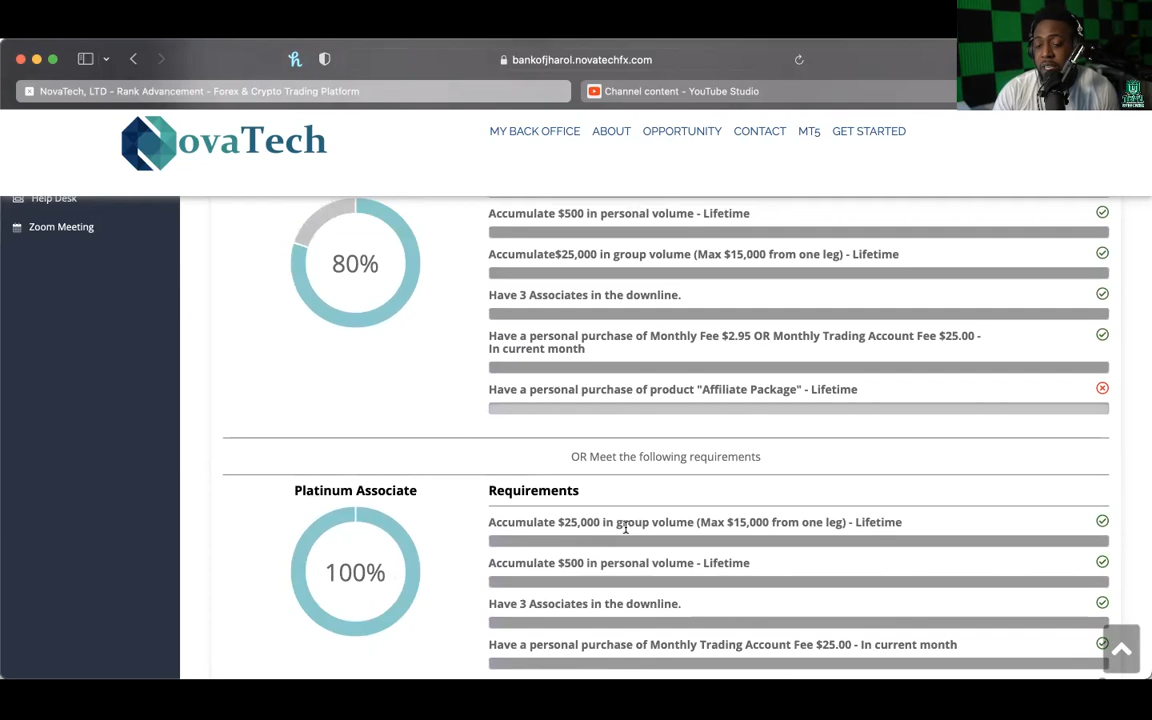 bankofjharol.novatechfx.com
NovaTech, LTD - Rank Advancement - Forex & Crypto Trading Platform
Channel content - YouTube Studio
ovaTech
MY BACK OFFICE ABOUT OPPORTUNITY CONTACT MT5 GET STARTED
Help Desk
Zoom Meeting
80%
Accumulate $500 in personal volume - Lifetime
Accumulate$25,000 in group volume (Max $15,000 from one leg) - Lifetime
Have 3 Associates in the downline.
Have a personal purchase of Monthly Fee $2.95 OR Monthly Trading Account Fee $25.00 -
In current month
Have a personal purchase of product "Affiliate Package" - Lifetime
OR Meet the following requirements
Platinum Associate
100%
Requirements
Accumulate $25,000 in group volume (Max $15,000 from one leg) - Lifetime
Accumulate $500 in personal volume - Lifetime
Have 3 Associates in the downline.
Have a personal purchase of Monthly Trading Account Fee $25.00 - In current month